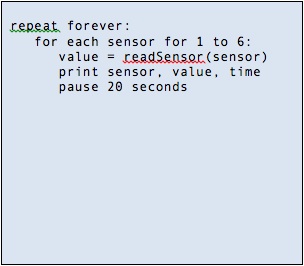 repeat forever:
   for each sensor for 1 to 6:
      value = readSensor(sensor)
      print sensor, value, time
      pause 20 seconds